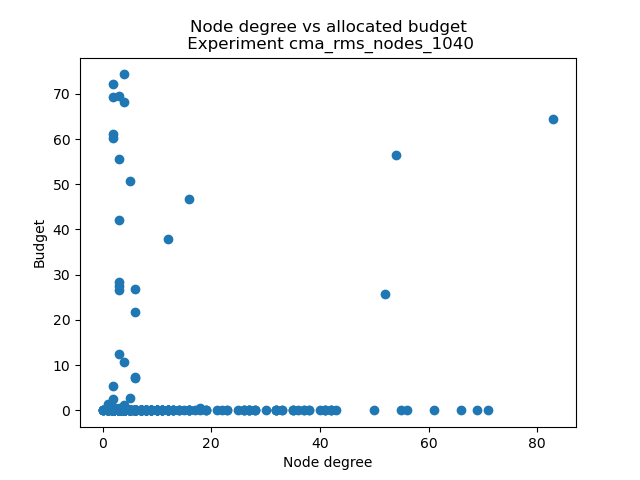 Node degree vs allocated budget
Experiment cma_rms_nodes_1040
70
60
50
40
30
20
10
0
Budget
0 20 40 60 80
Node degree